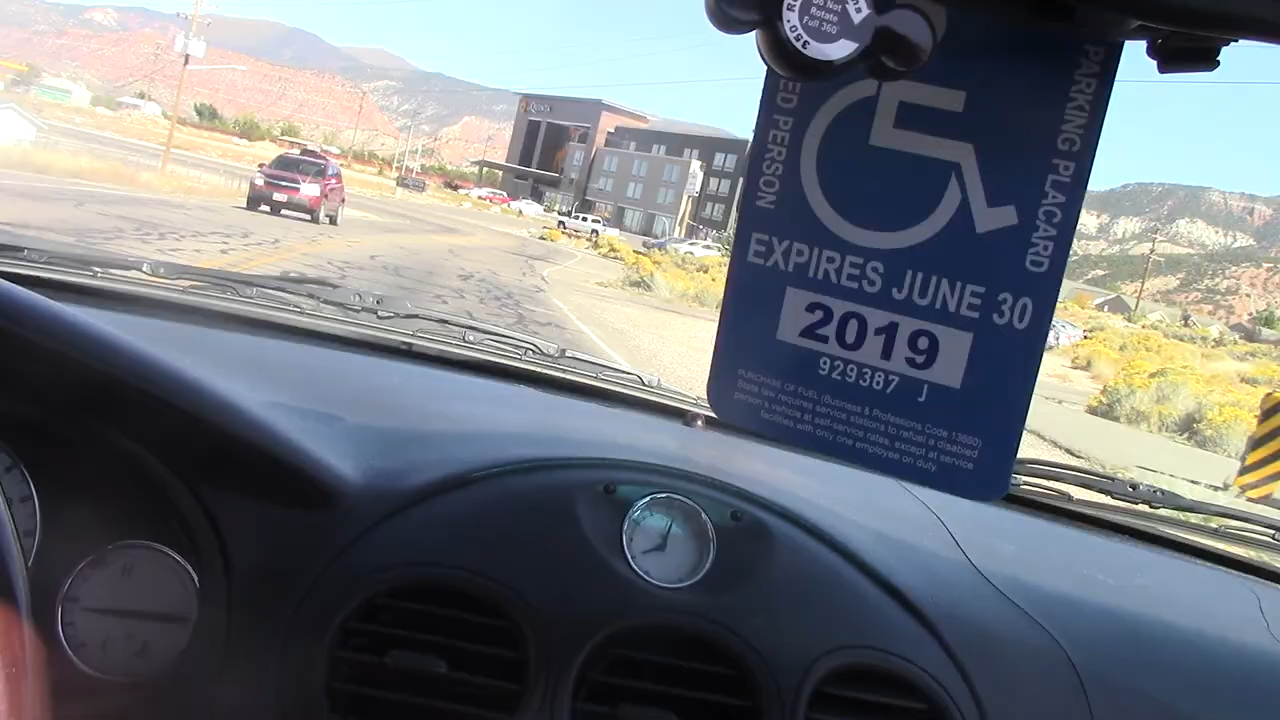 Do Not
Rotate
Full 360°
350°
LAQUINTA
ED PERSON
PARKING PLACARD
EXPIRES JUNE 30
2019
929387 J
PURCHASE OF FUEL (Business & Professions Code 13660)
State law requires service stations to refuel a disabled
person's vehicle at self-service rates, except at service
facilities with only one employee on duty.